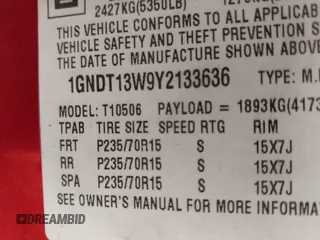 2427KG(5350LB)
THIS VEHICLE CONFORMS TO ALL APPLICABL
VEHICLE SAFETY AND THEFT PREVENTION S
THE DATE OF MANUFACTURE SHOWN ABOVE.
1GNDT13W9Y2133636 TYPE: M.
MODEL: T10506 PAYLOAD = 1893KG(4173
TPAB TIRE SIZE SPEED RTG RIM
FRT P235/70R15 S 15X7J
RR P235/70R15 S 15X7J
SPA P235/70R15 S 15X7J
SEE OWNER'S MANUAL FOR MORE INFORMA
DREAMBID